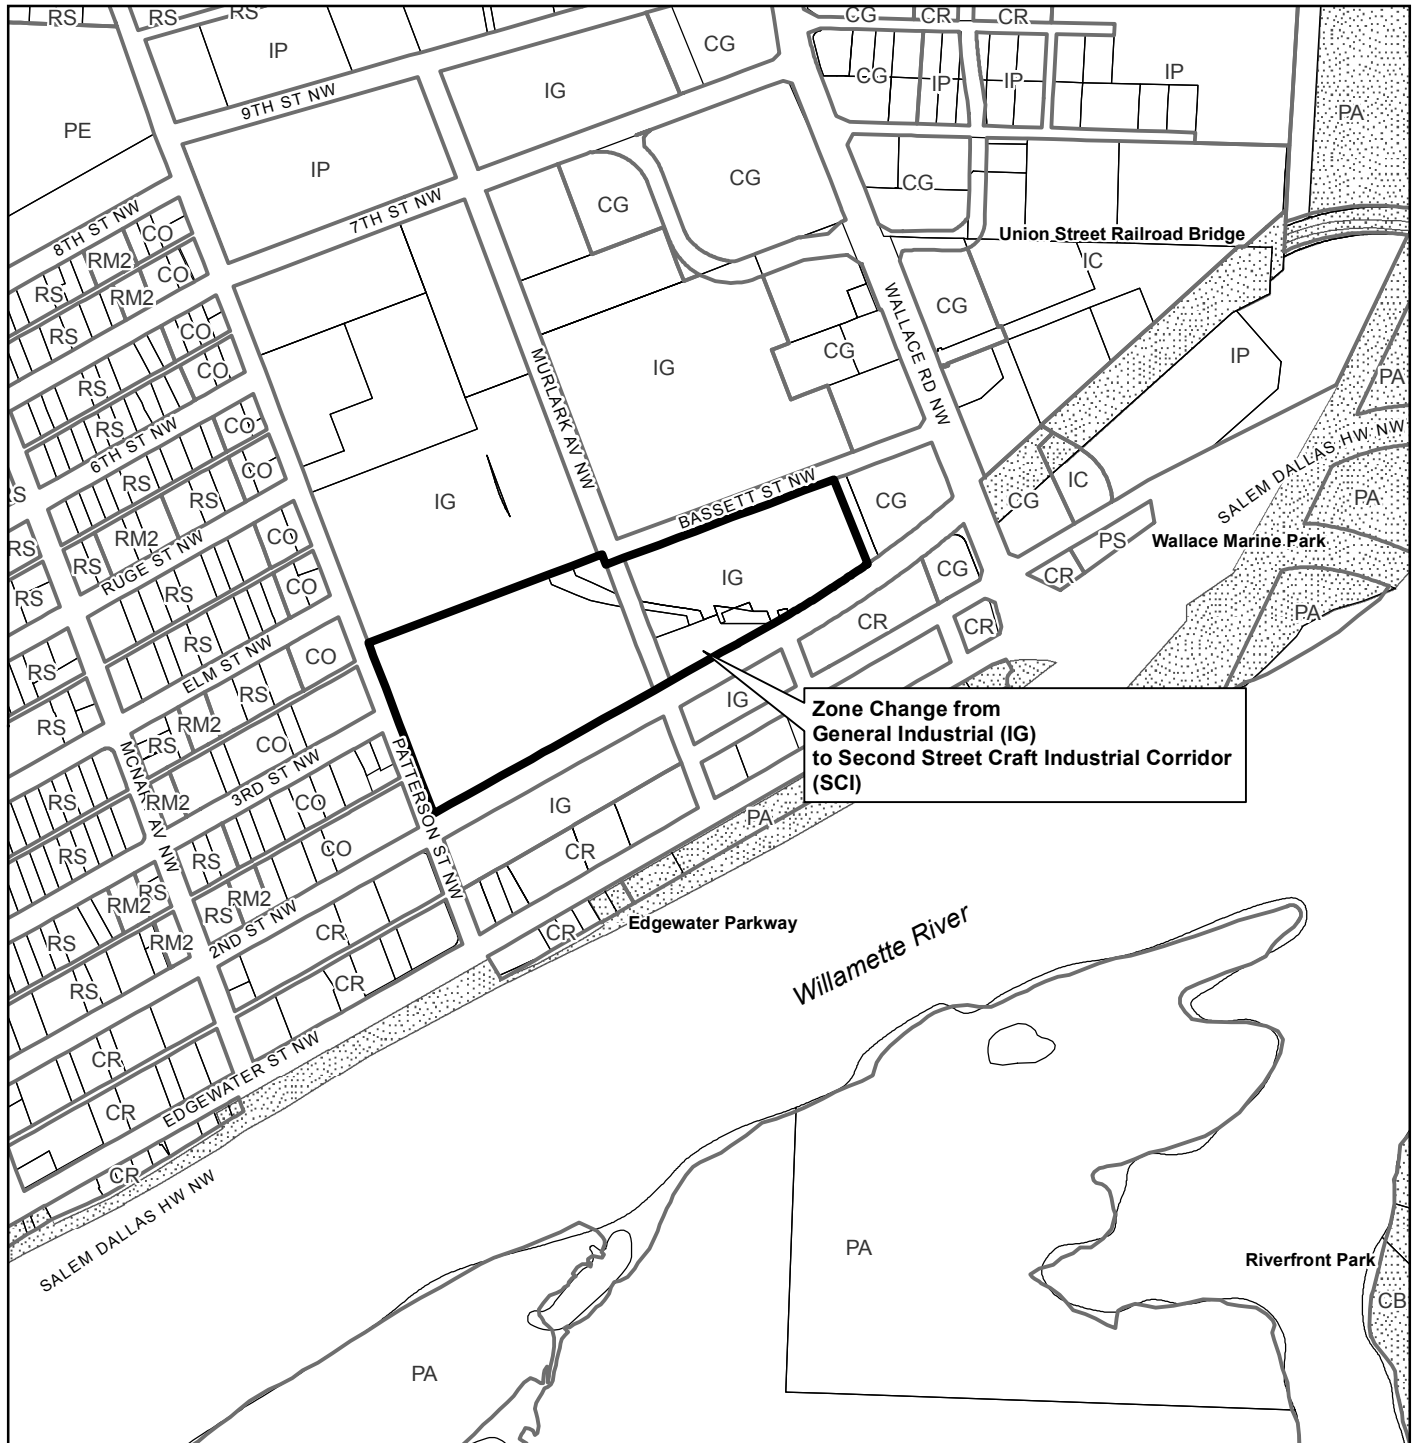 RS
RS
RS
IP
CG
CG
CR
CR
9TH ST NW
IG
CG
IP
IP
IP
PE
PA
IP
7TH ST NW
CG
CG
CG
8TH ST NW
CO
RM2
CO
RS
RM2
RS
Union Street Railroad Bridge
IC
WALLACE RD NW
CG
CO
CO
RS
RS
MURLARK AV NW
IG
CG
IP
PA
6TH ST NW
CO
CO
RS
RS
IG
BASSETT ST NW
CG
CG
IC
SALEM DALLAS HW NW
PA
RM2
RS
RS
RUGE ST NW
CO
PS
Wallace Marine Park
RS
RS
CO
IG
CG
CR
PA
RS
RS
ELM ST NW
CO
CR
CR
RS
RM2
RS
RS
CO
IG
Zone Change from
General Industrial (IG)
to Second Street Craft Industrial Corridor
(SCI)
MCNARY AV NW
3RD ST NW
PATTERSON ST NW
RS
RM2
CO
IG
PA
RS
RS
CO
CR
RM2
RS
RM2
RS
Edgewater Parkway
RS
RM2
2ND ST NW
CR
CR
Willamette River
RS
CR
CR
EDGEWATER ST NW
CR
CR
SALEM DALLAS HW NW
PA
Riverfront Park
CB
PA